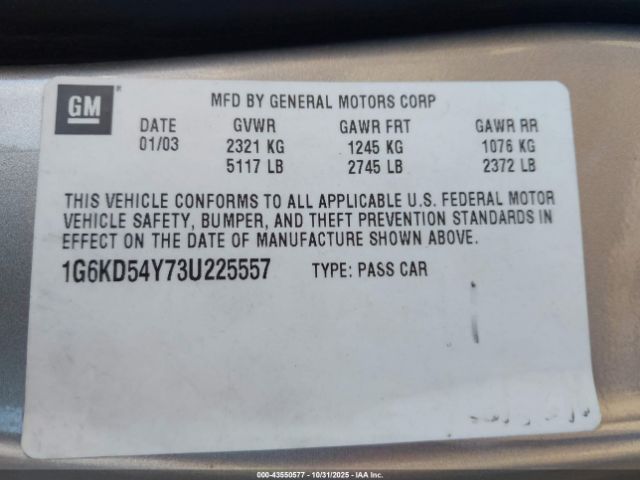 GM
MFD BY GENERAL MOTORS CORP
DATE GVWR GAWR FRT GAWR RR
01/03 2321 KG 1245 KG 1076 KG
5117 LB 2745 LB 2372 LB
THIS VEHICLE CONFORMS TO ALL APPLICABLE U.S. FEDERAL MOTOR
VEHICLE SAFETY, BUMPER, AND THEFT PREVENTION STANDARDS IN
EFFECT ON THE DATE OF MANUFACTURE SHOWN ABOVE.
1G6KD54Y73U225557 TYPE: PASS CAR
000-43550577 - 10/31/2025 - IAA Inc.